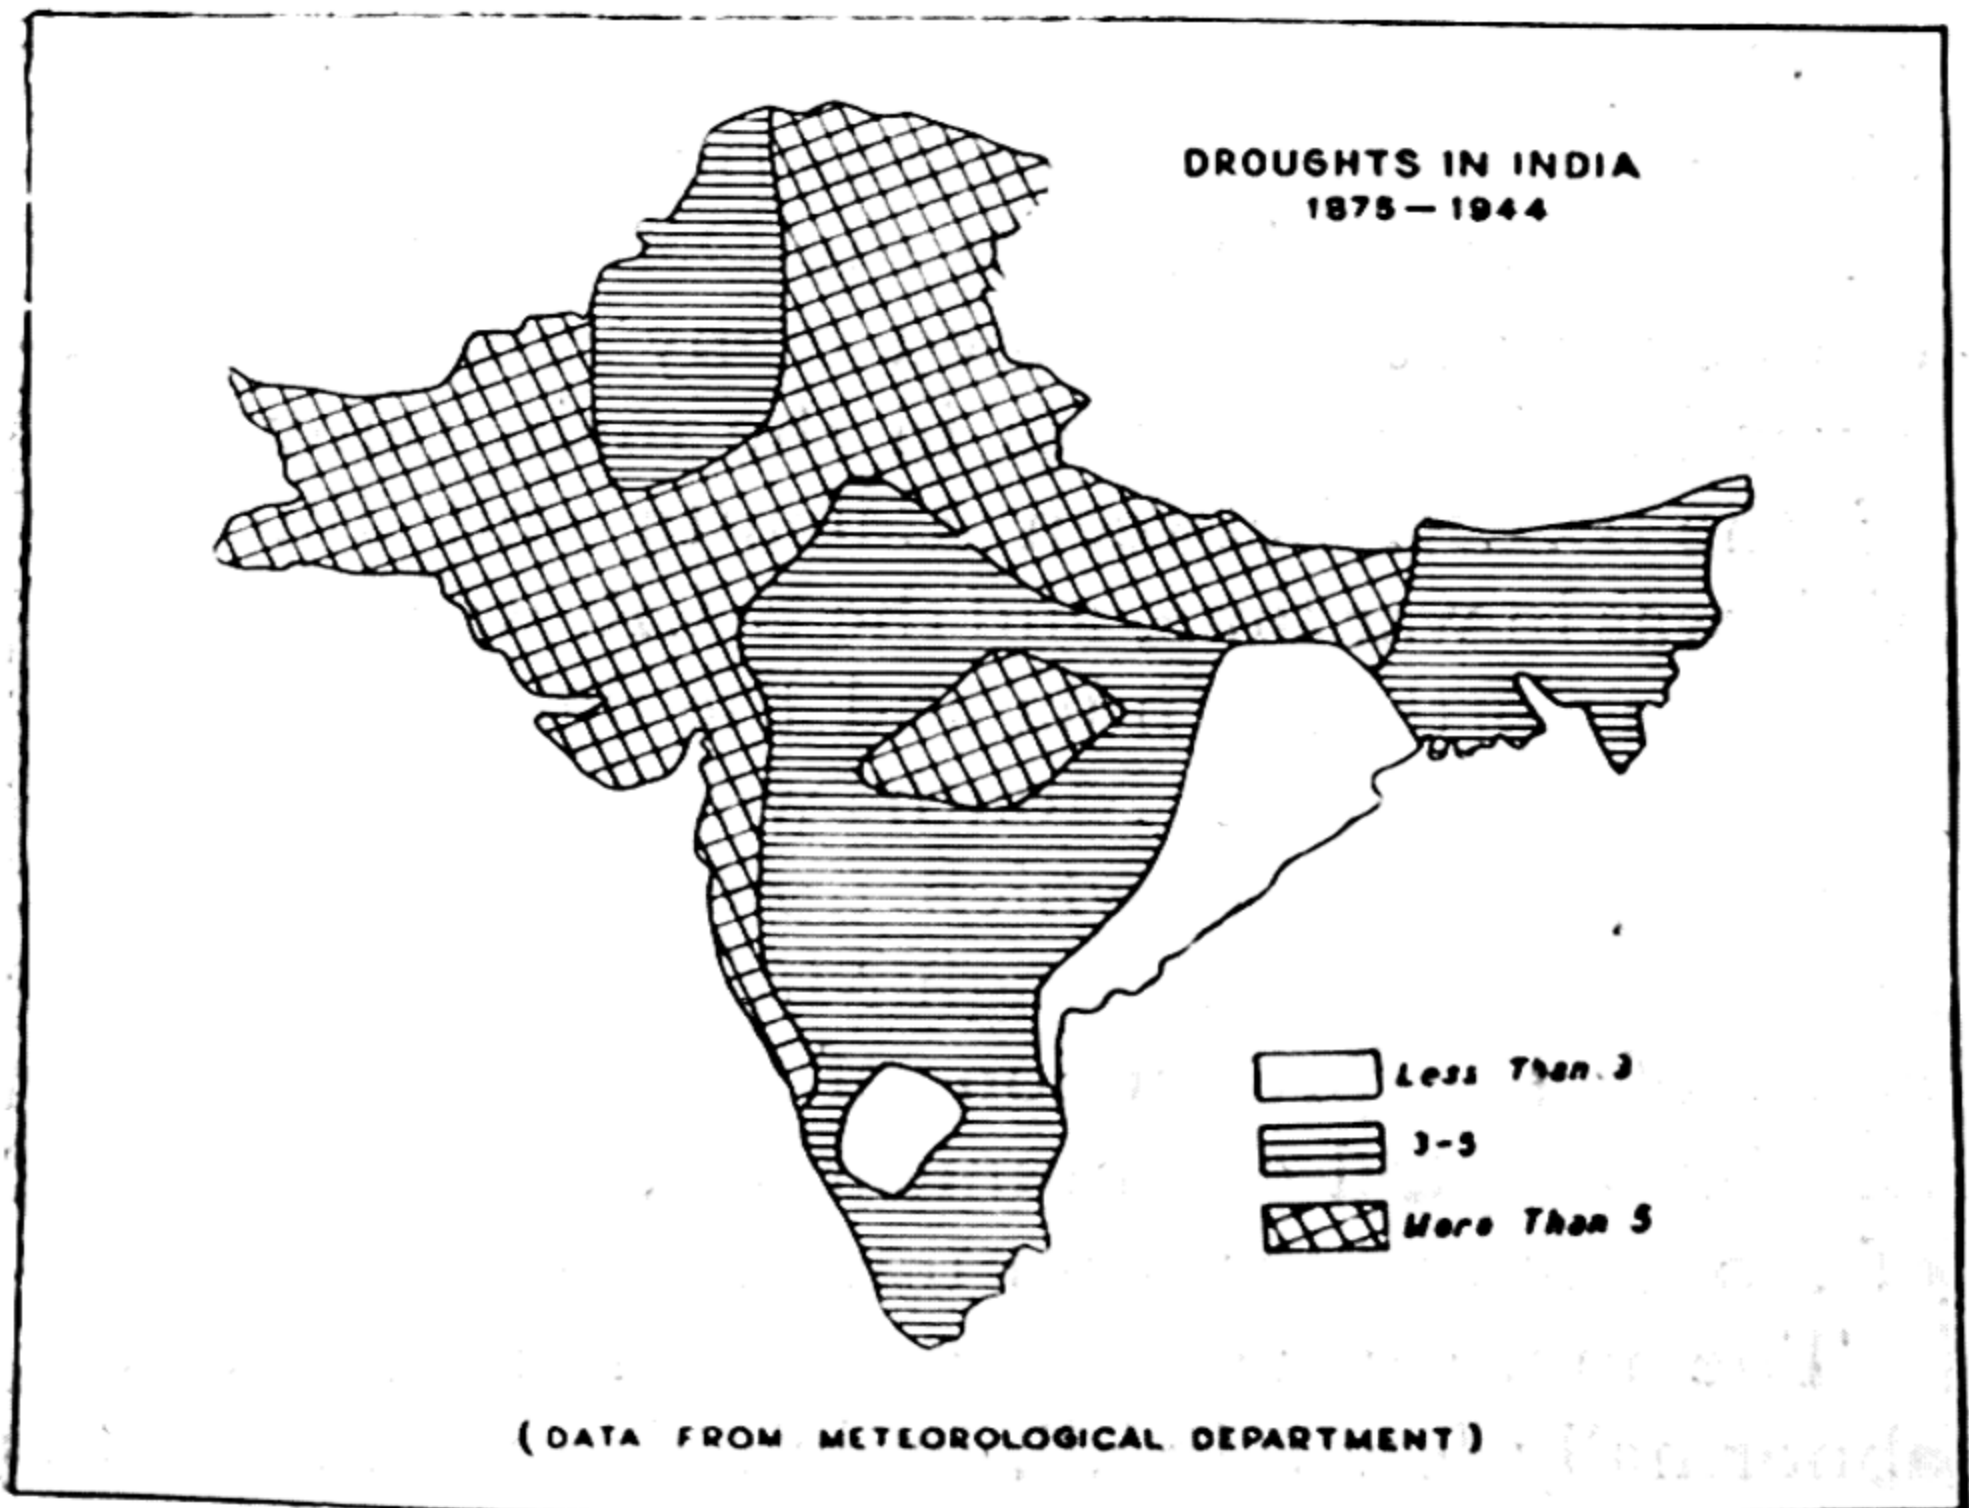 DROUGHTS IN INDIA
1875 — 1944
Less Than 3
3-5
More Than 5
(DATA FROM METEOROLOGICAL DEPARTMENT)